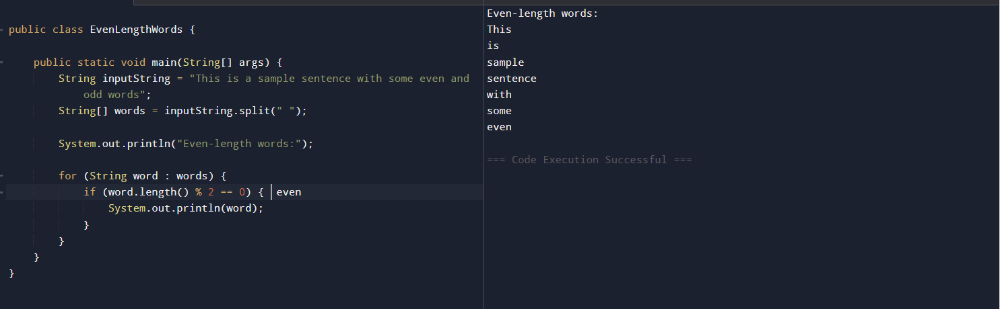 public class EvenLengthWords {
public static void main(String[] args) {
String inputString = "This is a sample sentence with some even and
odd words";
String[] words = inputString.split(" ");
System.out.println("Even-length words:");
for (String word : words) {
if (word.length() % 2 == 0) { even
System.out.println(word);
}
}
}
}
Even-length words:
This
is
sample
sentence
with
some
even
=== Code Execution Successful ===